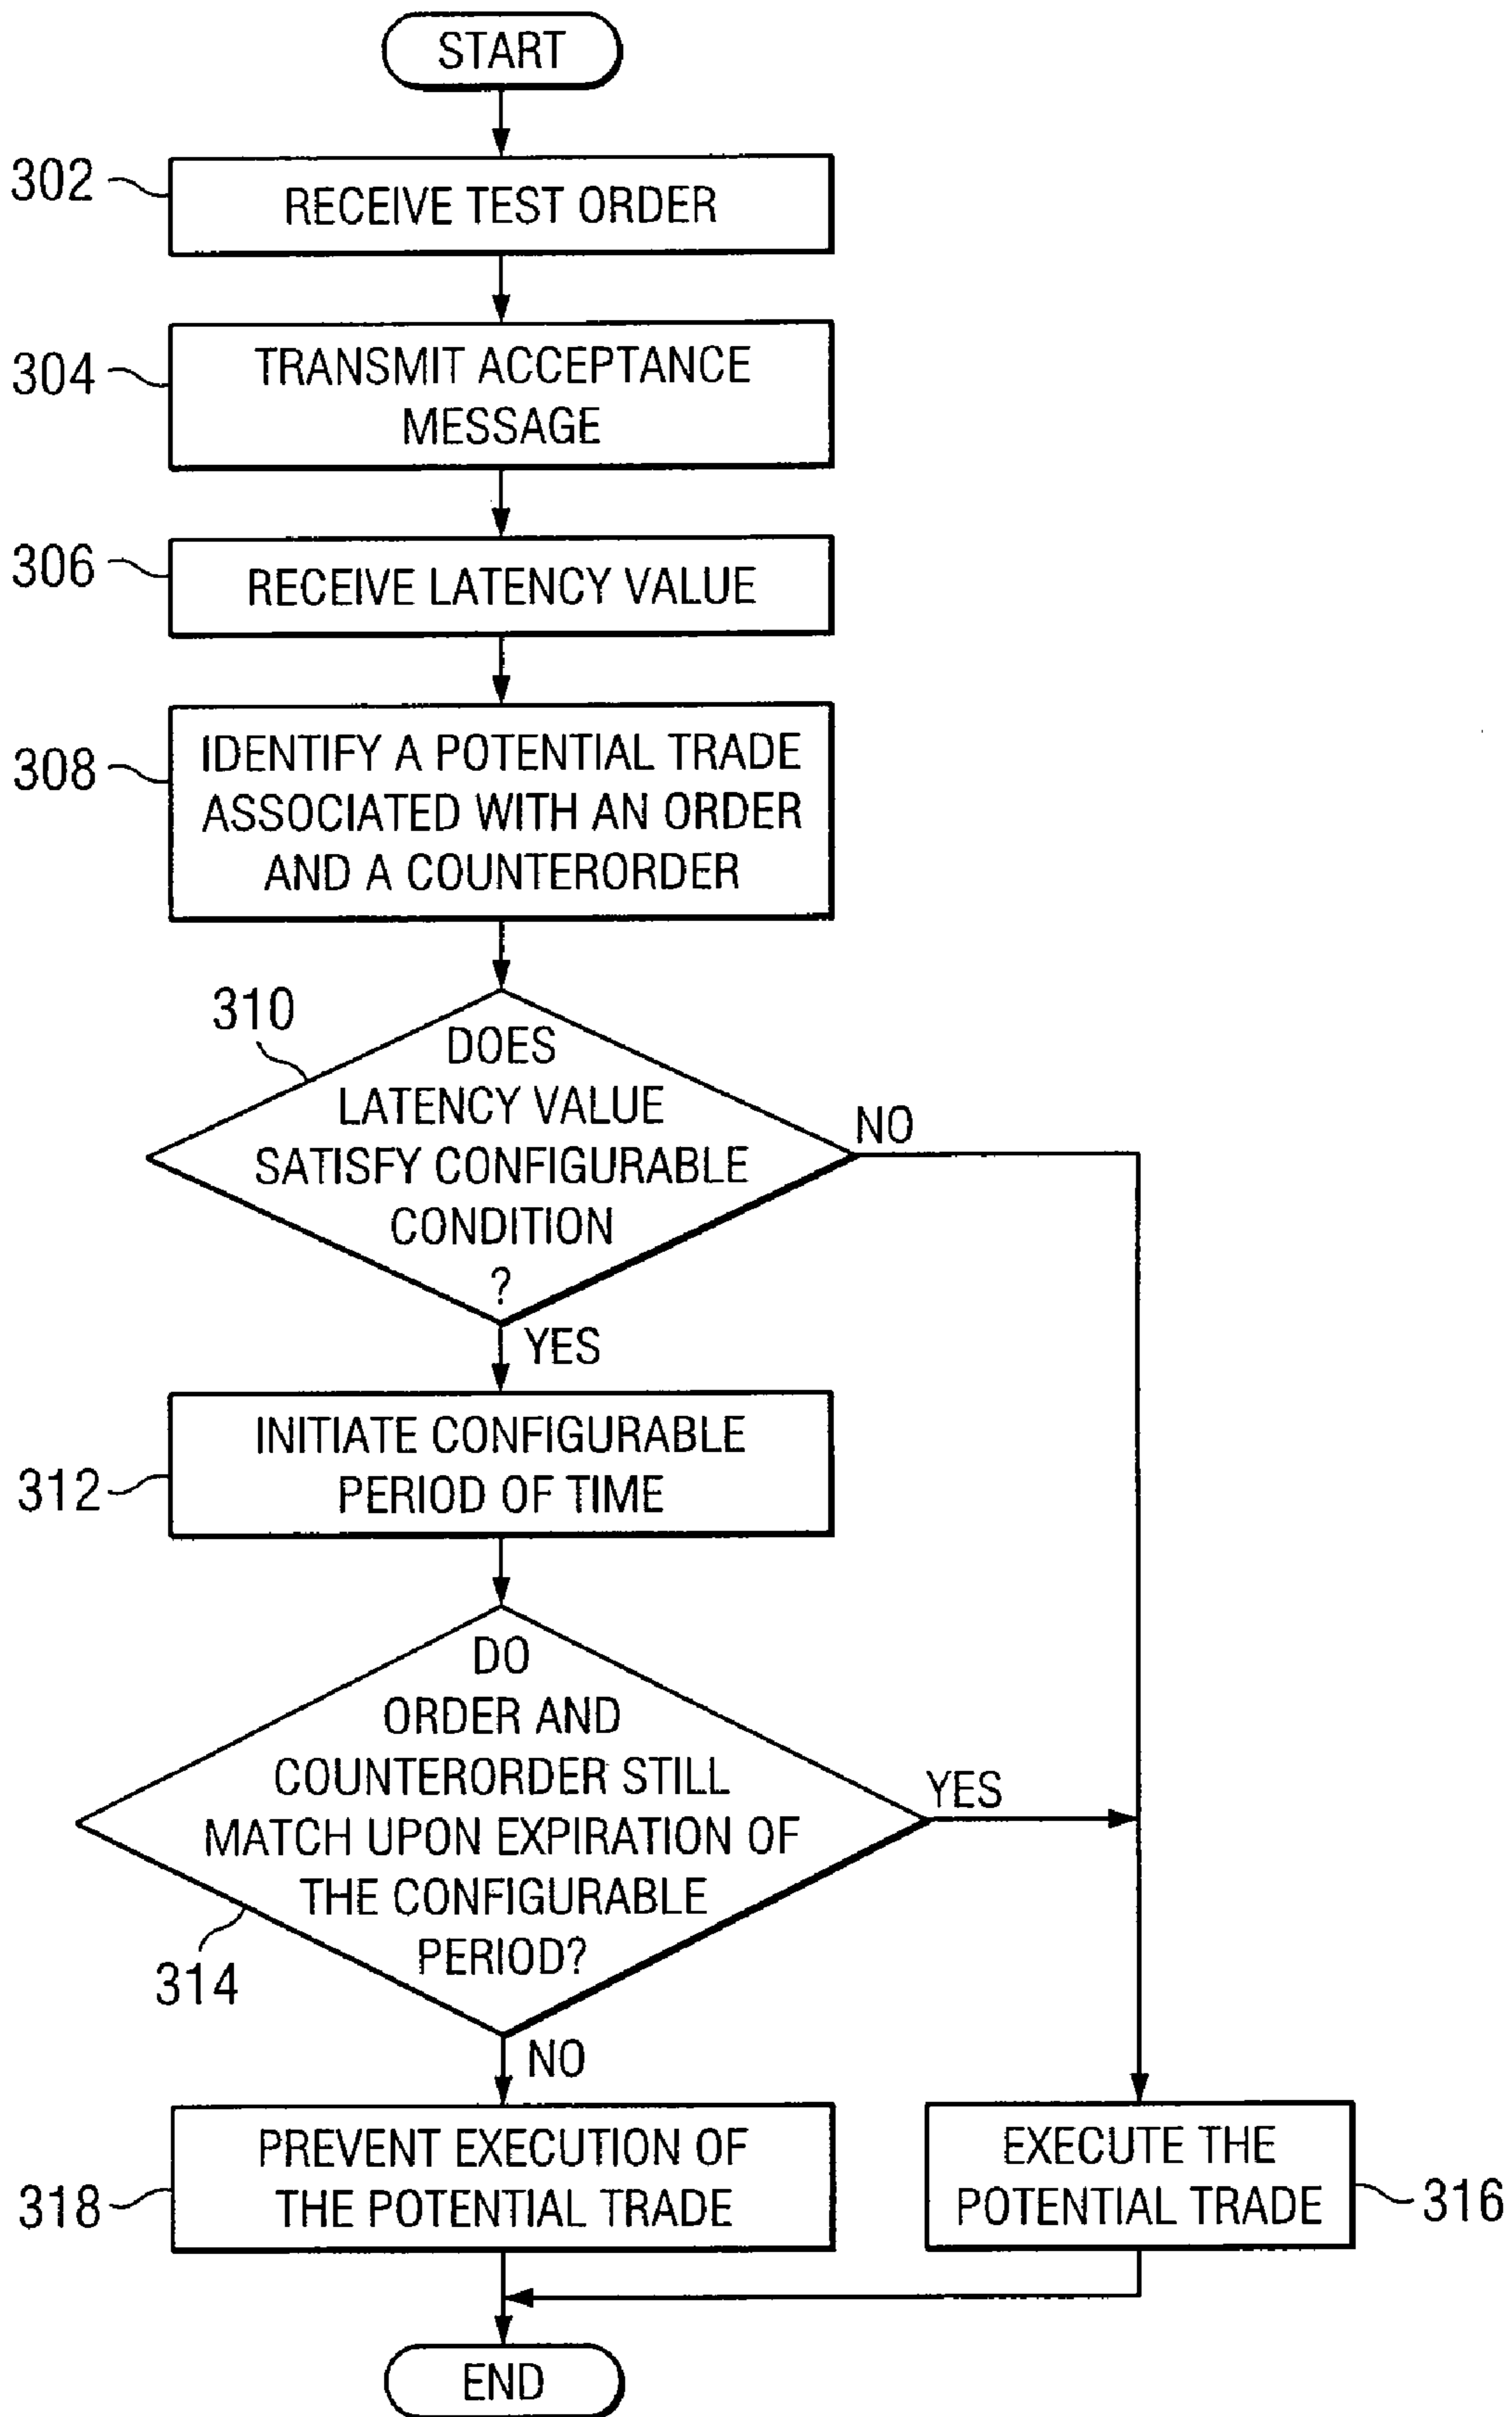 START
302
RECEIVE TEST ORDER
304
TRANSMIT ACCEPTANCE
MESSAGE
306
RECEIVE LATENCY VALUE
308
IDENTIFY A POTENTIAL TRADE
ASSOCIATED WITH AN ORDER
AND A COUNTERORDER
310
DOES
LATENCY VALUE
SATISFY CONFIGURABLE
CONDITION
?
NO
YES
312
INITIATE CONFIGURABLE
PERIOD OF TIME
DO
ORDER AND
COUNTERORDER STILL
MATCH UPON EXPIRATION OF
THE CONFIGURABLE
PERIOD?
YES
314
NO
318
PREVENT EXECUTION OF
THE POTENTIAL TRADE
EXECUTE THE
POTENTIAL TRADE
316
END